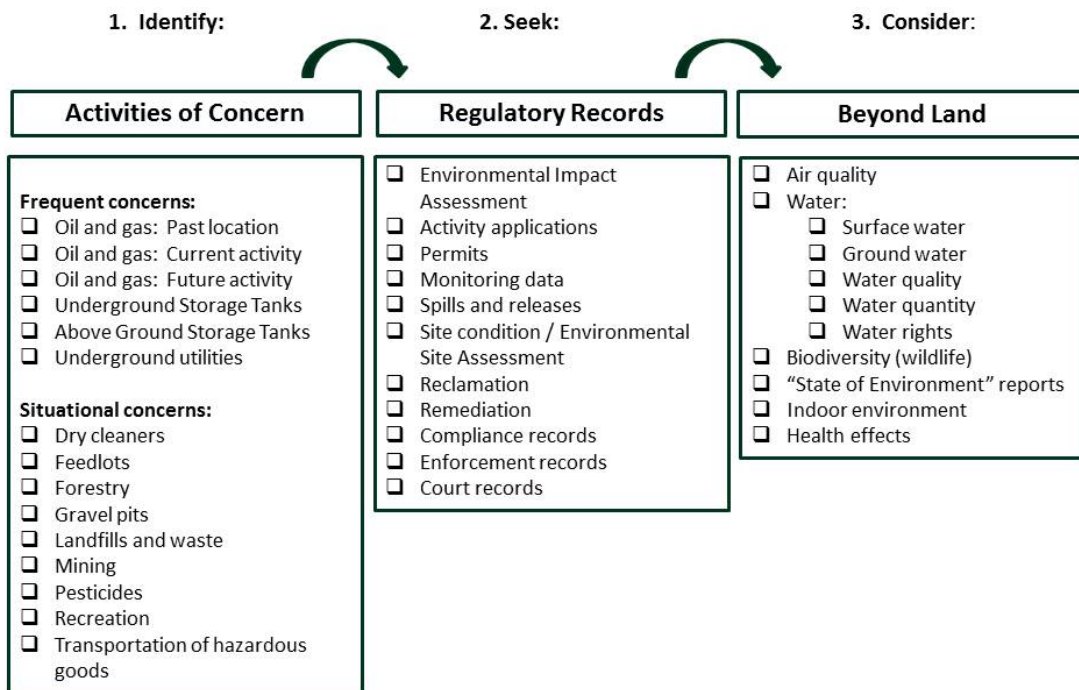 1. Identify:
2. Seek:
3. Consider:
Activities of Concern
Regulatory Records
Beyond Land
Frequent concerns:
Oil and gas: Past location
Oil and gas: Current activity
Oil and gas: Future activity
Underground Storage Tanks
Above Ground Storage Tanks
Underground utilities
Situational concerns:
Dry cleaners
Feedlots
Forestry
Gravel pits
Landfills and waste
Mining
Pesticides
Recreation
Transportation of hazardous
goods
Environmental Impact
Assessment
Activity applications
Permits
Monitoring data
Spills and releases
Site condition / Environmental
Site Assessment
Reclamation
Remediation
Compliance records
Enforcement records
Court records
Air quality
Water:
Surface water
Ground water
Water quality
Water quantity
Water rights
Biodiversity (wildlife)
“State of Environment” reports
Indoor environment
Health effects